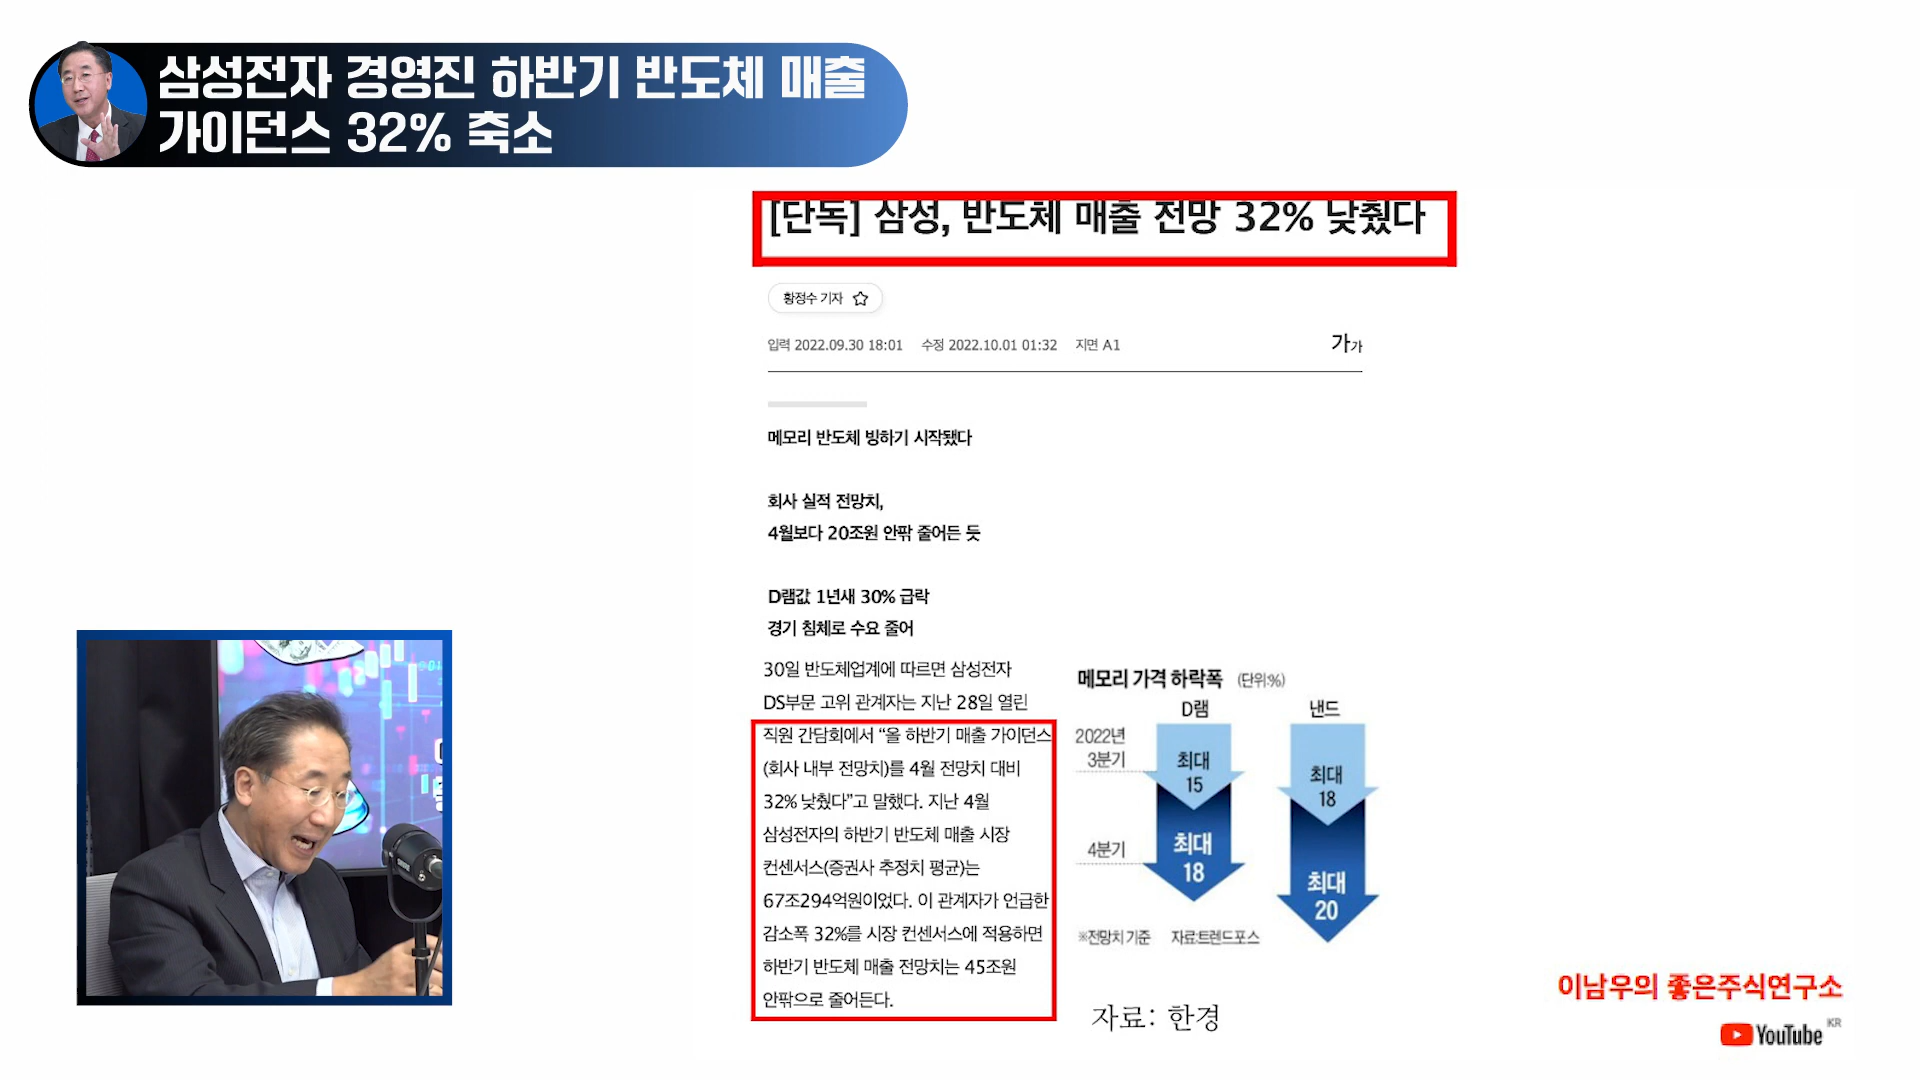 삼성전자 경영진 하반기 반도체 매출
가이던스 32% 축소
[단독] 삼성, 반도체 매출 전망 32% 낮췄다
황정수 기자
입력 2022.09.30 18:01 수정 2022.10.01 01:32 지면 A1
가가
메모리 반도체 빙하기 시작됐다
회사 실적 전망치,
4월보다 20조원 안팎 줄어든 듯
D램값 1년새 30% 급락
경기 침체로 수요 줄어
30일 반도체업계에 따르면 삼성전자
DS부문 고위 관계자는 지난 28일 열린
직원 간담회에서 “올 하반기 매출 가이던스
(회사 내부 전망치)를 4월 전망치 대비
32% 낮췄다”고 말했다. 지난 4월
삼성전자의 하반기 반도체 매출 시장
컨센서스(증권사 추정치 평균)는
67조294억원이었다. 이 관계자가 언급한
감소폭 32%를 시장 컨센서스에 적용하면
하반기 반도체 매출 전망치는 45조원
안팎으로 줄어든다.
메모리 가격 하락폭 (단위:%)
D램 낸드
2022년
3분기
최대
15
최대
18
4분기
최대
18
최대
20
※전망치 기준 자료:트렌드포스
자료: 한경
이남우의 좋은주식연구소
YouTube KR